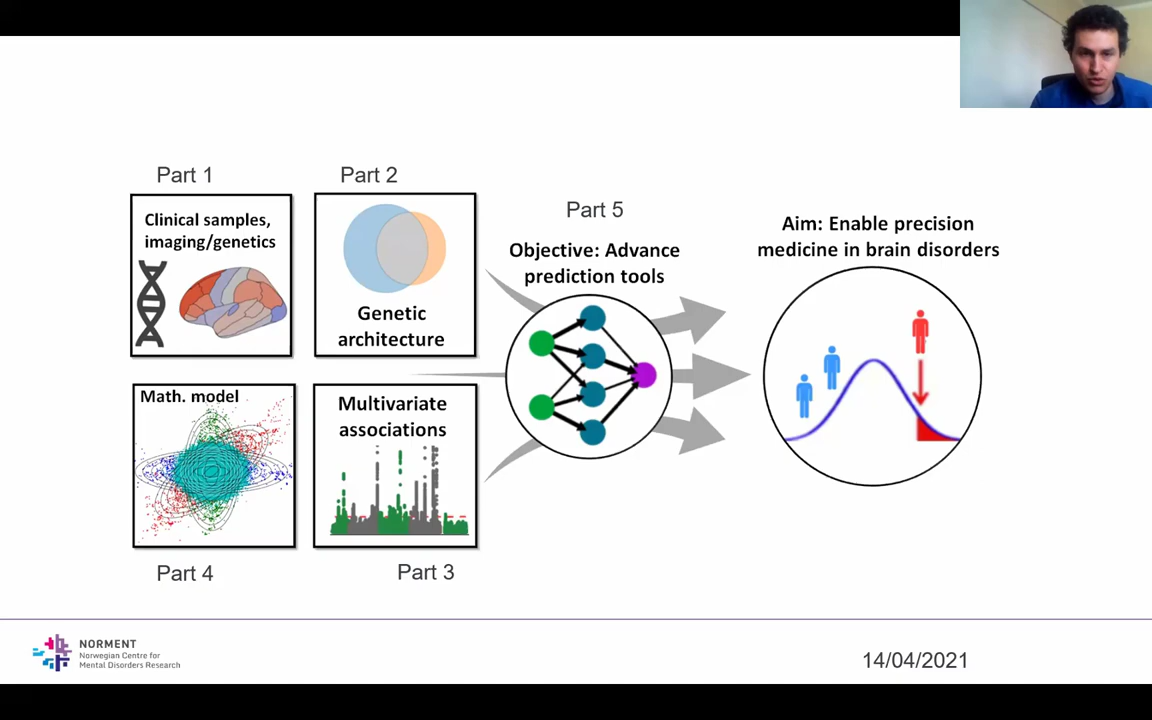 Part 1
Clinical samples,
imaging/genetics
Part 2
Genetic
architecture
Math. model
Part 4
Multivariate
associations
Part 3
Part 5
Objective: Advance
prediction tools
Aim: Enable precision
medicine in brain disorders
NORMENT
Norwegian Centre for
Mental Disorders Research
14/04/2021